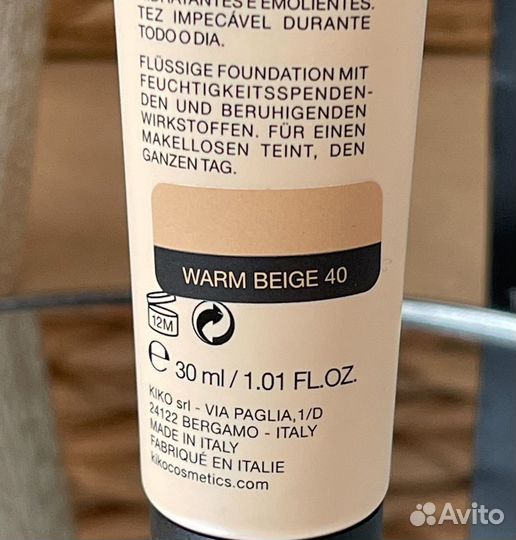 TEZ IMPECÁVEL DURANTE
TODO O DIA.
FLÜSSIGE FOUNDATION MIT
FEUCHTIGKEITSSPENDEN-
DEN UND BERUHIGENDEN
WIRKSTOFFEN. FÜR EINEN
MAKELLOSEN TEINT, DEN
GANZEN TAG.
WARM BEIGE 40
12M
e 30 ml / 1.01 FL.OZ.
KIKO srl - VIA PAGLIA,1/D
24122 BERGAMO - ITALY
MADE IN ITALY
FABRIQUÉ EN ITALIE
kikocosmetics.com
Avito